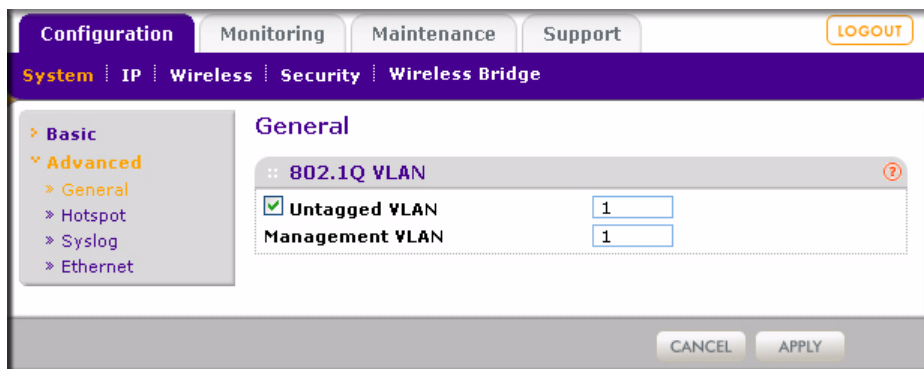 Configuration Monitoring Maintenance Support LOGOUT
System IP Wireless Security Wireless Bridge
Basic
Advanced
» General
» Hotspot
» Syslog
» Ethernet
General
802.1Q VLAN ?
Untagged VLAN 1
Management VLAN 1
CANCEL APPLY